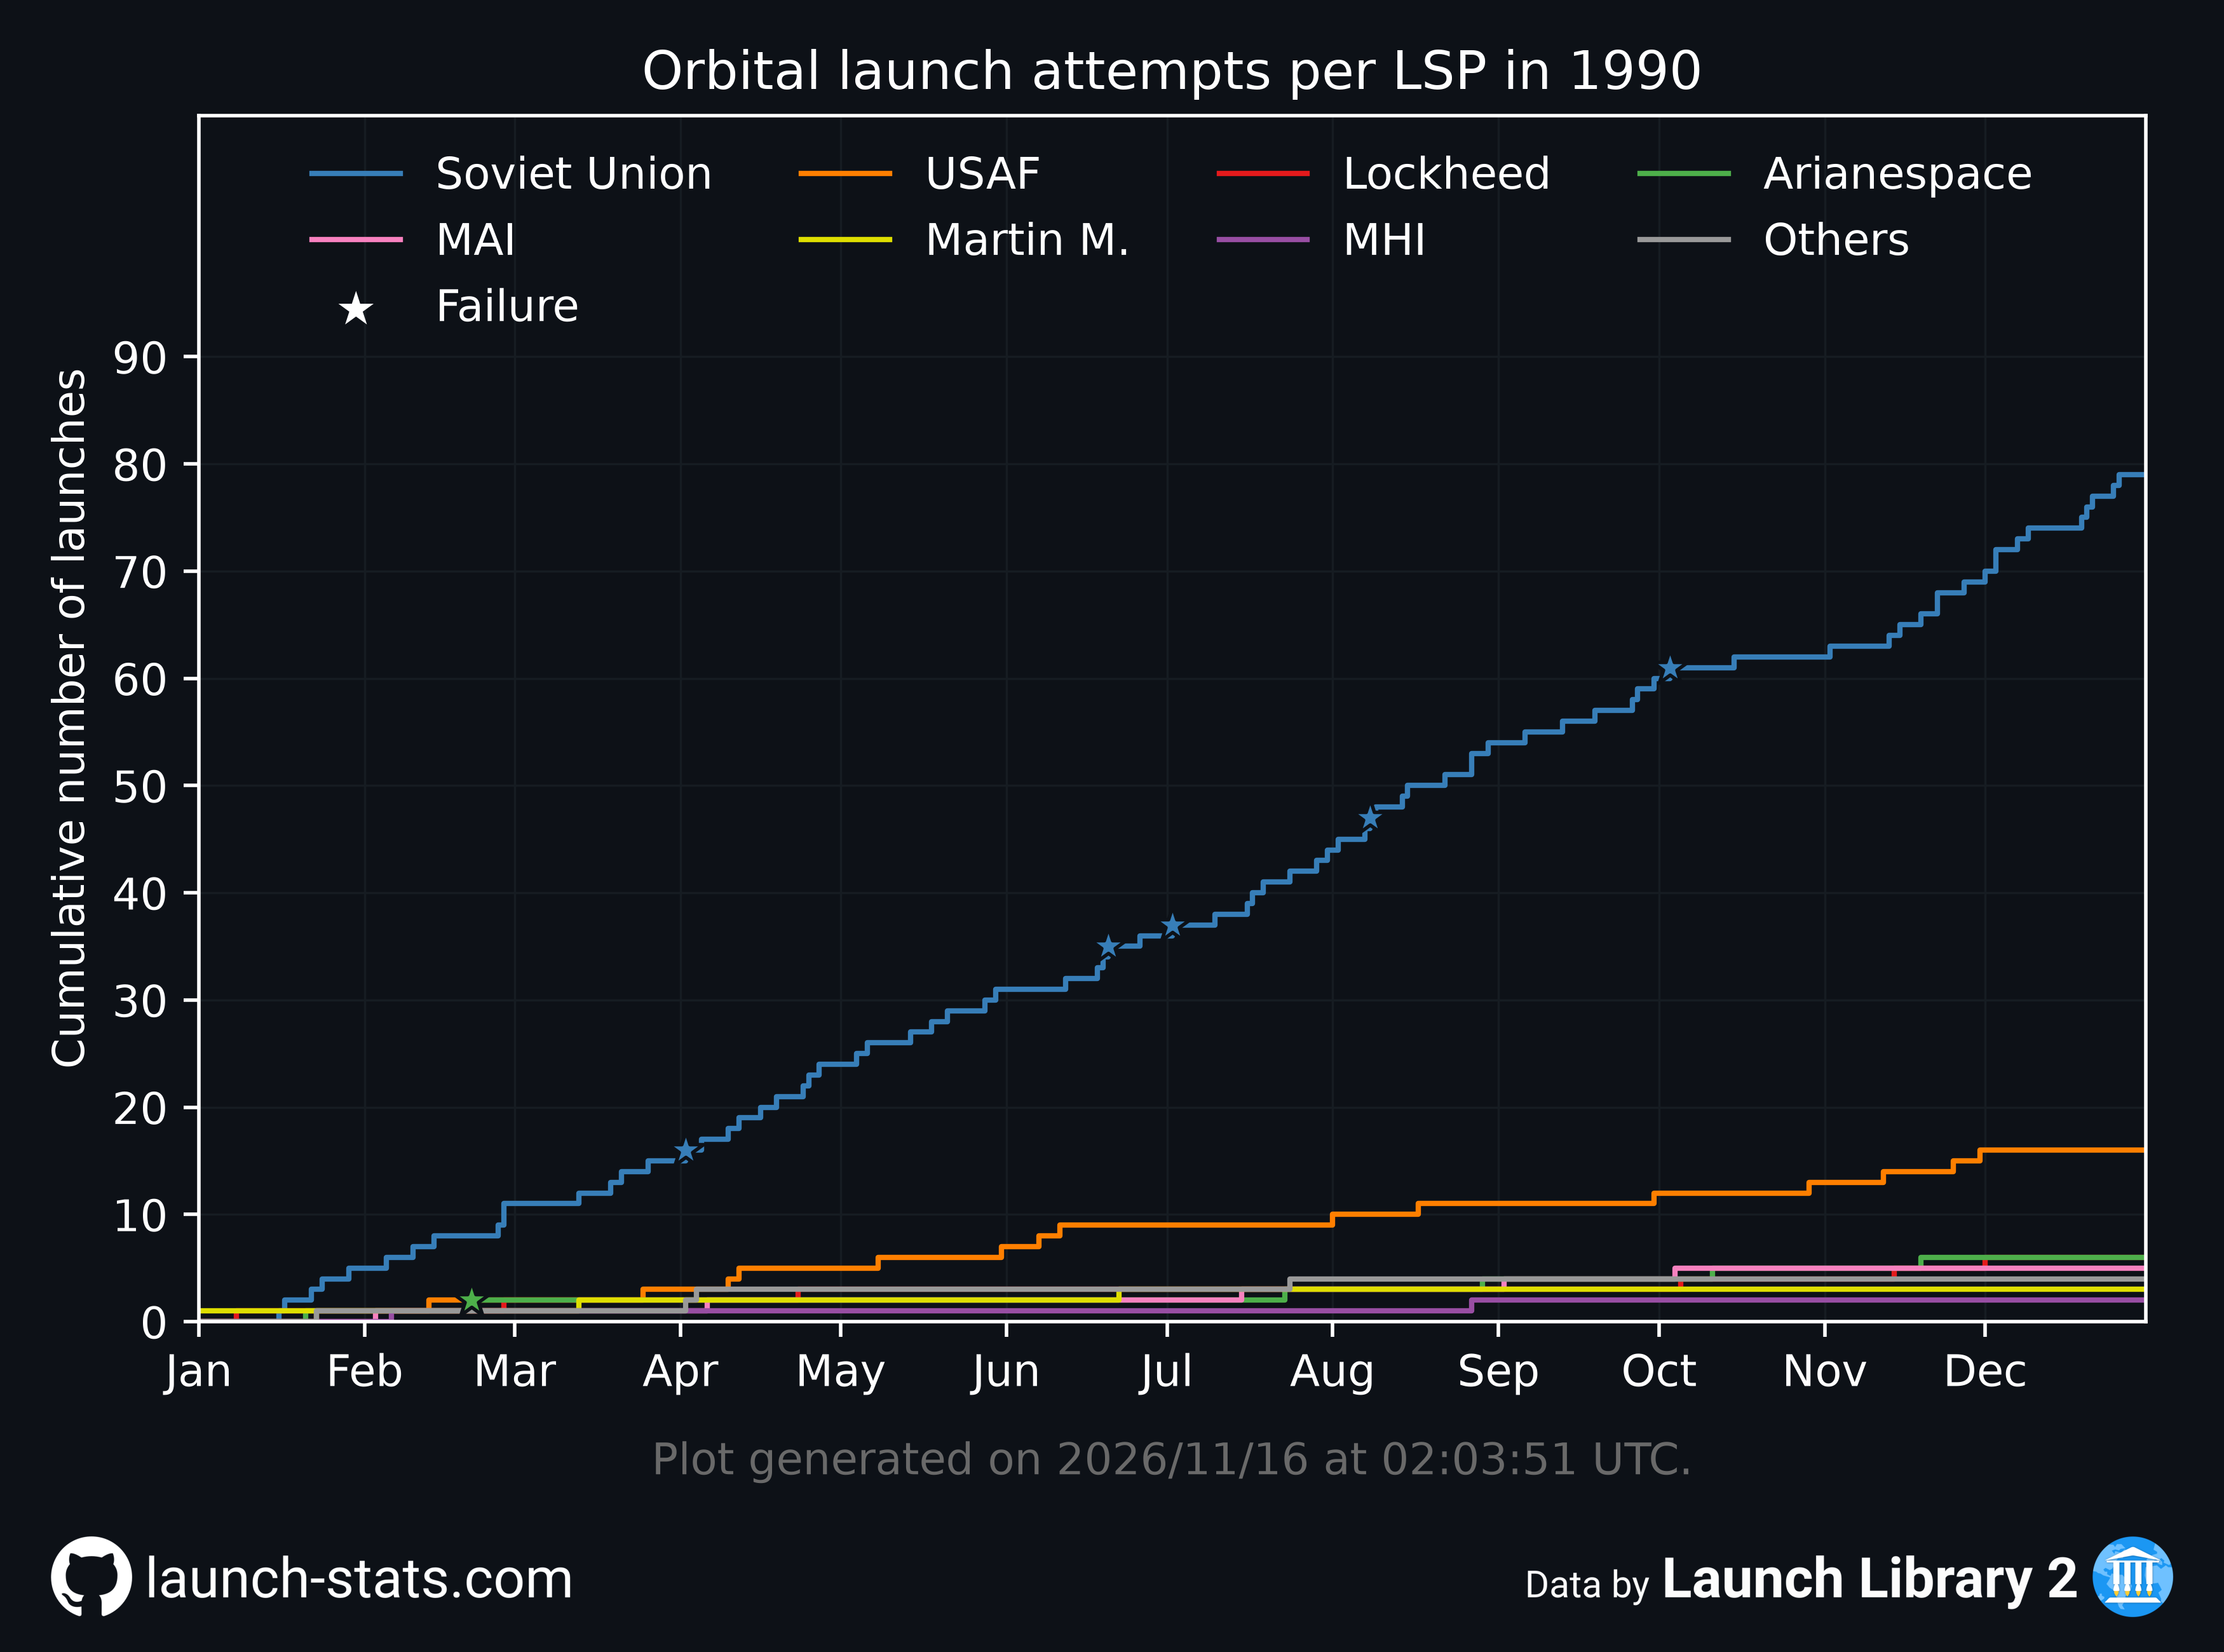 Orbital launch attempts per LSP in 1990
Soviet Union USAF Lockheed Arianespace
MAI Martin M. MHI Others
Failure
Cumulative number of launches
90
80
70
60
50
40
30
20
10
0
Jan Feb Mar Apr May Jun Jul Aug Sep Oct Nov Dec
Plot generated on 2026/11/16 at 02:03:51 UTC.
launch-stats.com
Data by Launch Library 2